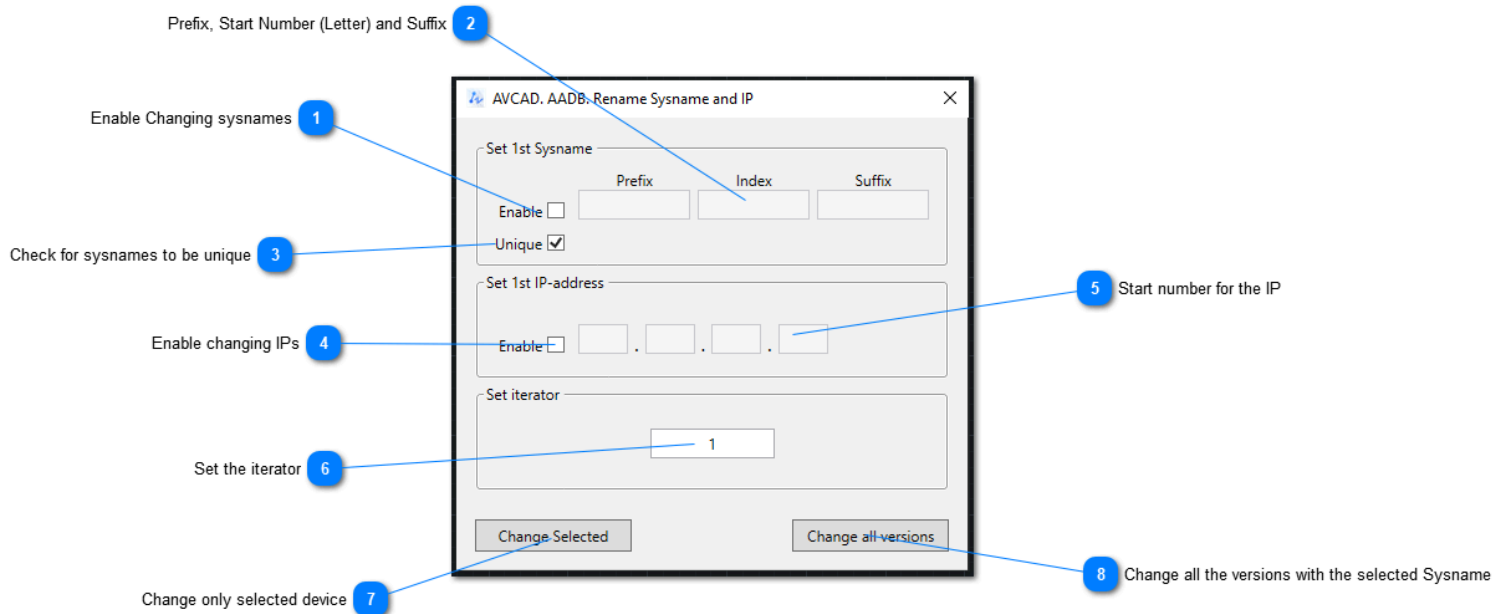 Prefix, Start Number (Letter) and Suffix 2
AVCAD. AADB. Rename Sysname and IP
Enable Changing sysnames 1
Set 1st Sysname
Prefix Index Suffix
Enable
Unique
Check for sysnames to be unique 3
Set 1st IP-address
5 Start number for the IP
Enable changing IPs 4
Enable . . .
Set iterator
1
Set the iterator 6
Change Selected Change all versions
8 Change all the versions with the selected Sysname
Change only selected device 7